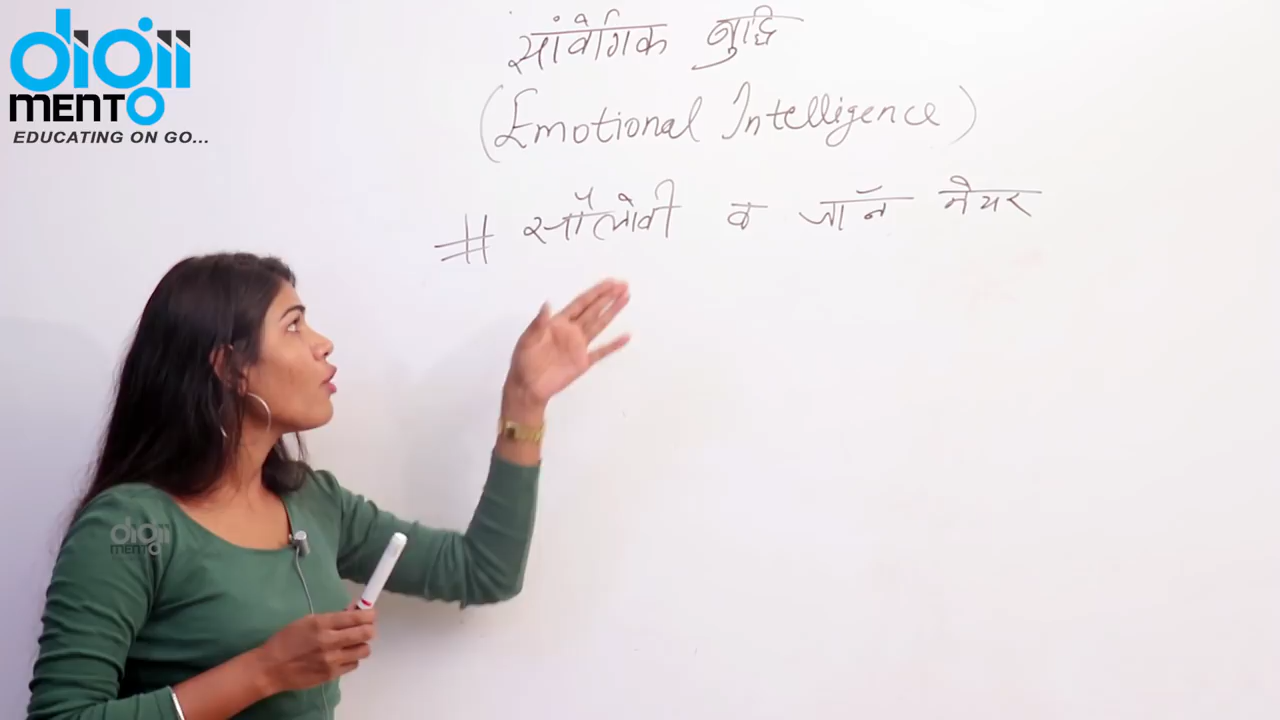 digii
MENTO
EDUCATING ON GO...
सांवेगिक बुद्धि
(Emotional Intelligence)
# सॉलोवी व जॉन मेयर
digii
MENTO